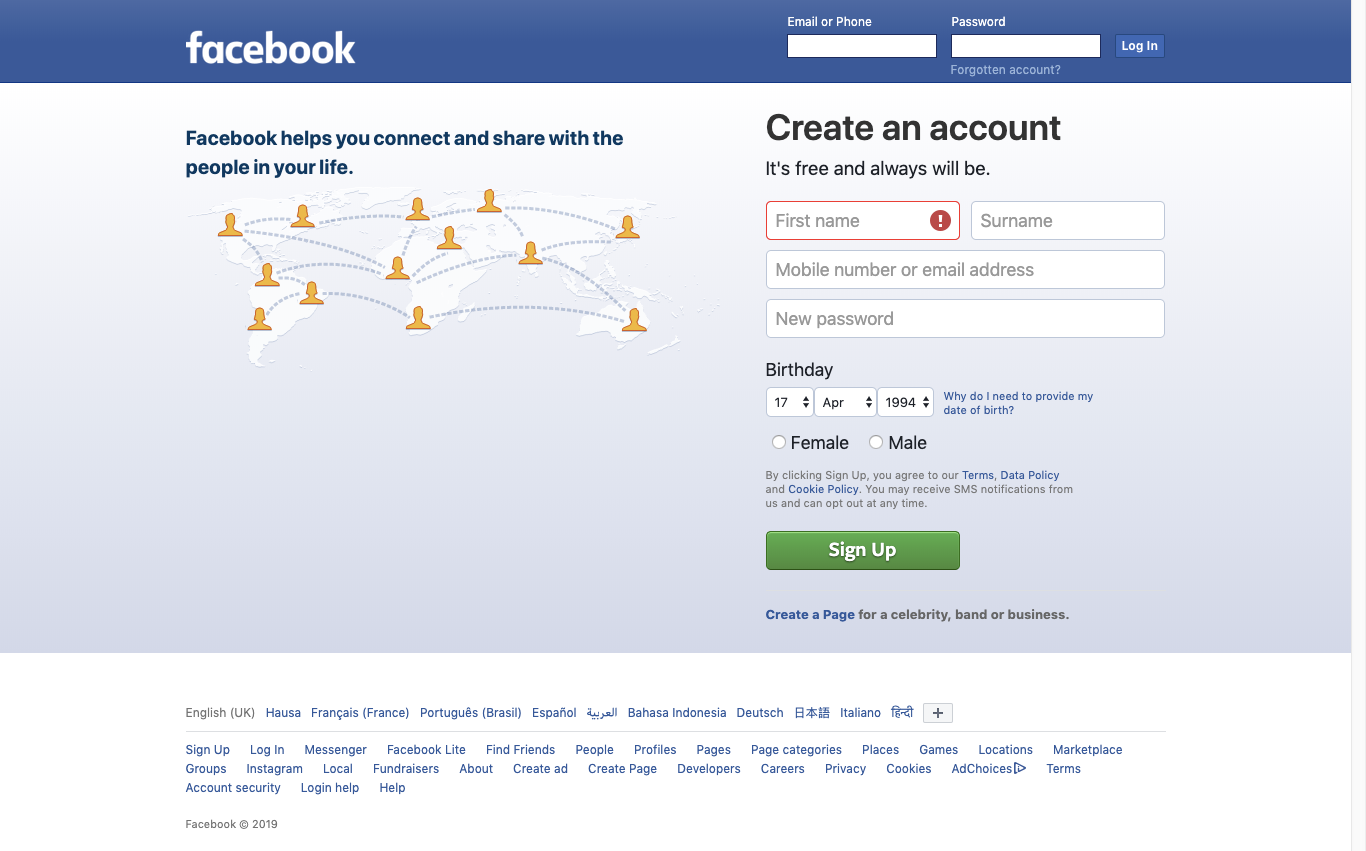 facebook
Email or Phone
Password
Log In
Forgotten account?
Facebook helps you connect and share with the
people in your life.
Create an account
It's free and always will be.
First name
Surname
Mobile number or email address
New password
Birthday
17 Apr 1994
Why do I need to provide my
date of birth?
Female Male
By clicking Sign Up, you agree to our Terms, Data Policy
and Cookie Policy. You may receive SMS notifications from
us and can opt out at any time.
Sign Up
Create a Page for a celebrity, band or business.
English (UK) Hausa Français (France) Português (Brasil) Español العربية Bahasa Indonesia Deutsch 日本語 Italiano हिन्दी +
Sign Up Log In Messenger Facebook Lite Find Friends People Profiles Pages Page categories Places Games Locations Marketplace
Groups Instagram Local Fundraisers About Create ad Create Page Developers Careers Privacy Cookies AdChoices Terms
Account security Login help Help
Facebook © 2019